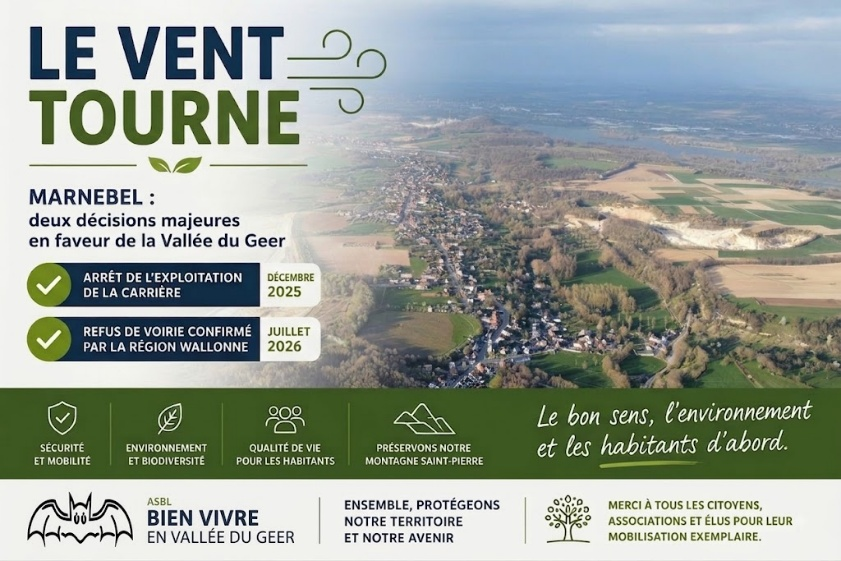 LE VENT
TOURNE
MARNEBEL :
deux décisions majeures
en faveur de la Vallée du Geer
ARRÊT DE L'EXPLOITATION
DE LA CARRIÈRE
DÉCEMBRE
2025
REFUS DE VOIRIE CONFIRMÉ
PAR LA RÉGION WALLONNE
JUILLET
2026
SÉCURITÉ
ET MOBILITÉ
ENVIRONNEMENT
ET BIODIVERSITÉ
QUALITÉ DE VIE
POUR LES HABITANTS
PRÉSERVONS NOTRE
MONTAGNE SAINT-PIERRE
Le bon sens, l'environnement
et les habitants d'abord.
ASBL
BIEN VIVRE
EN VALLÉE DU GEER
ENSEMBLE, PROTÉGEONS
NOTRE TERRITOIRE
ET NOTRE AVENIR
MERCI À TOUS LES CITOYENS,
ASSOCIATIONS ET ÉLUS POUR LEUR
MOBILISATION EXEMPLAIRE.